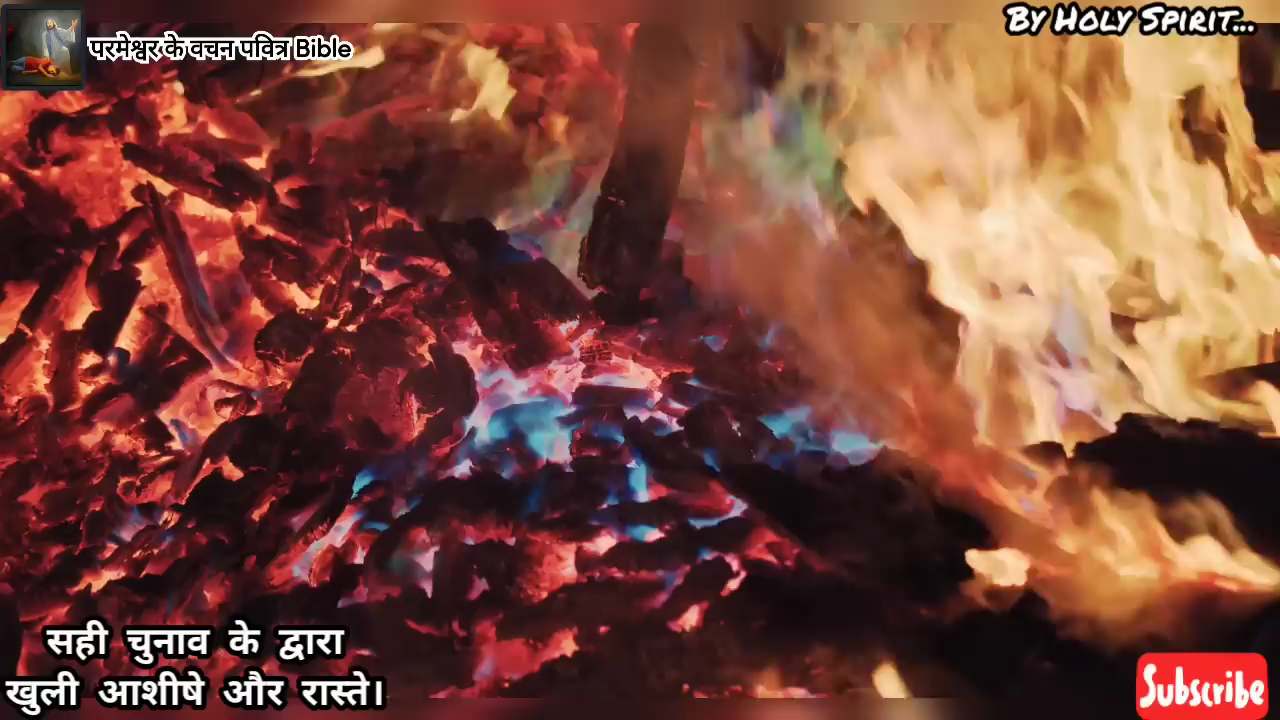 By Holy Spirit...
परमेश्वर के वचन पवित्र Bible
सही चुनाव के द्वारा
खुली आशीषे और रास्ते।
Subscribe